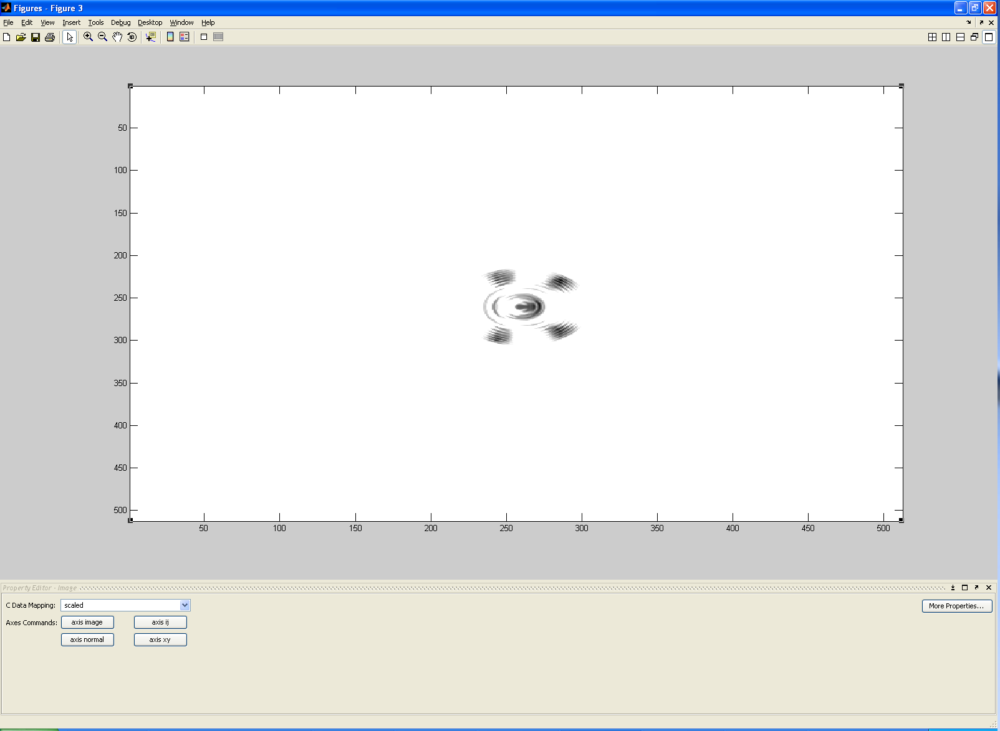 Figures - Figure 3
File Edit View Insert Tools Debug Desktop Window Help
50
100
150
200
250
300
350
400
450
500
50 100 150 200 250 300 350 400 450 500
Property Editor - Image
C Data Mapping: scaled More Properties...
Axes Commands: axis image axis ij
axis normal axis xy